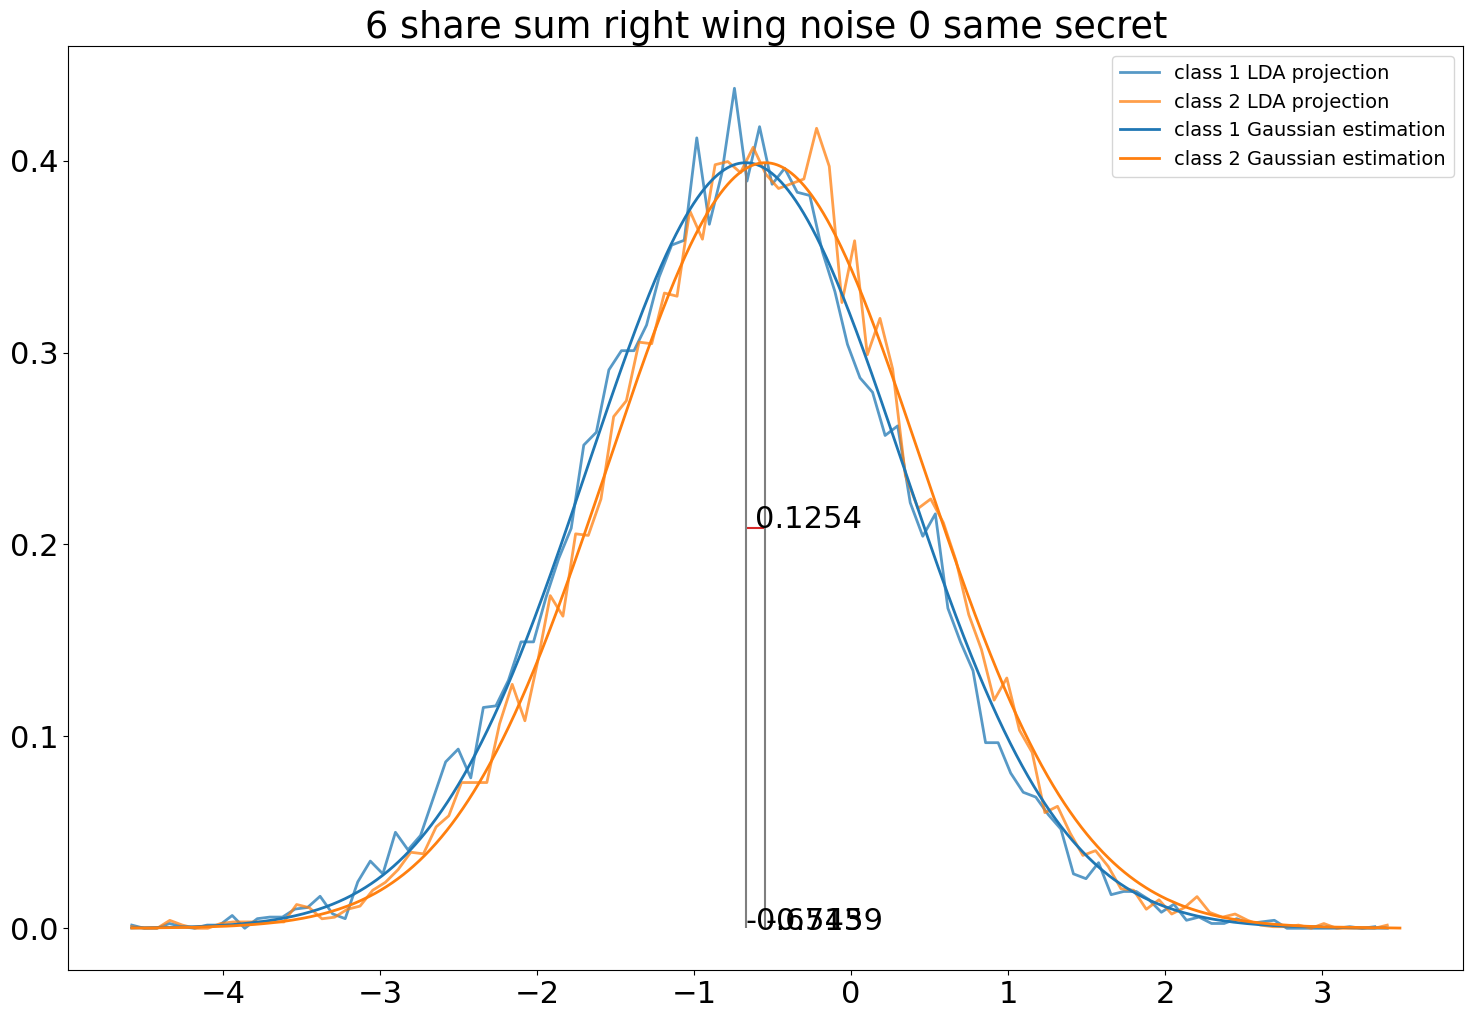 6 share sum right wing noise 0 same secret
class 1 LDA projection
class 2 LDA projection
class 1 Gaussian estimation
class 2 Gaussian estimation
0.4
0.3
0.2
0.1
0.0
0.1254
−4
−3
−2
−1
0
1
2
3